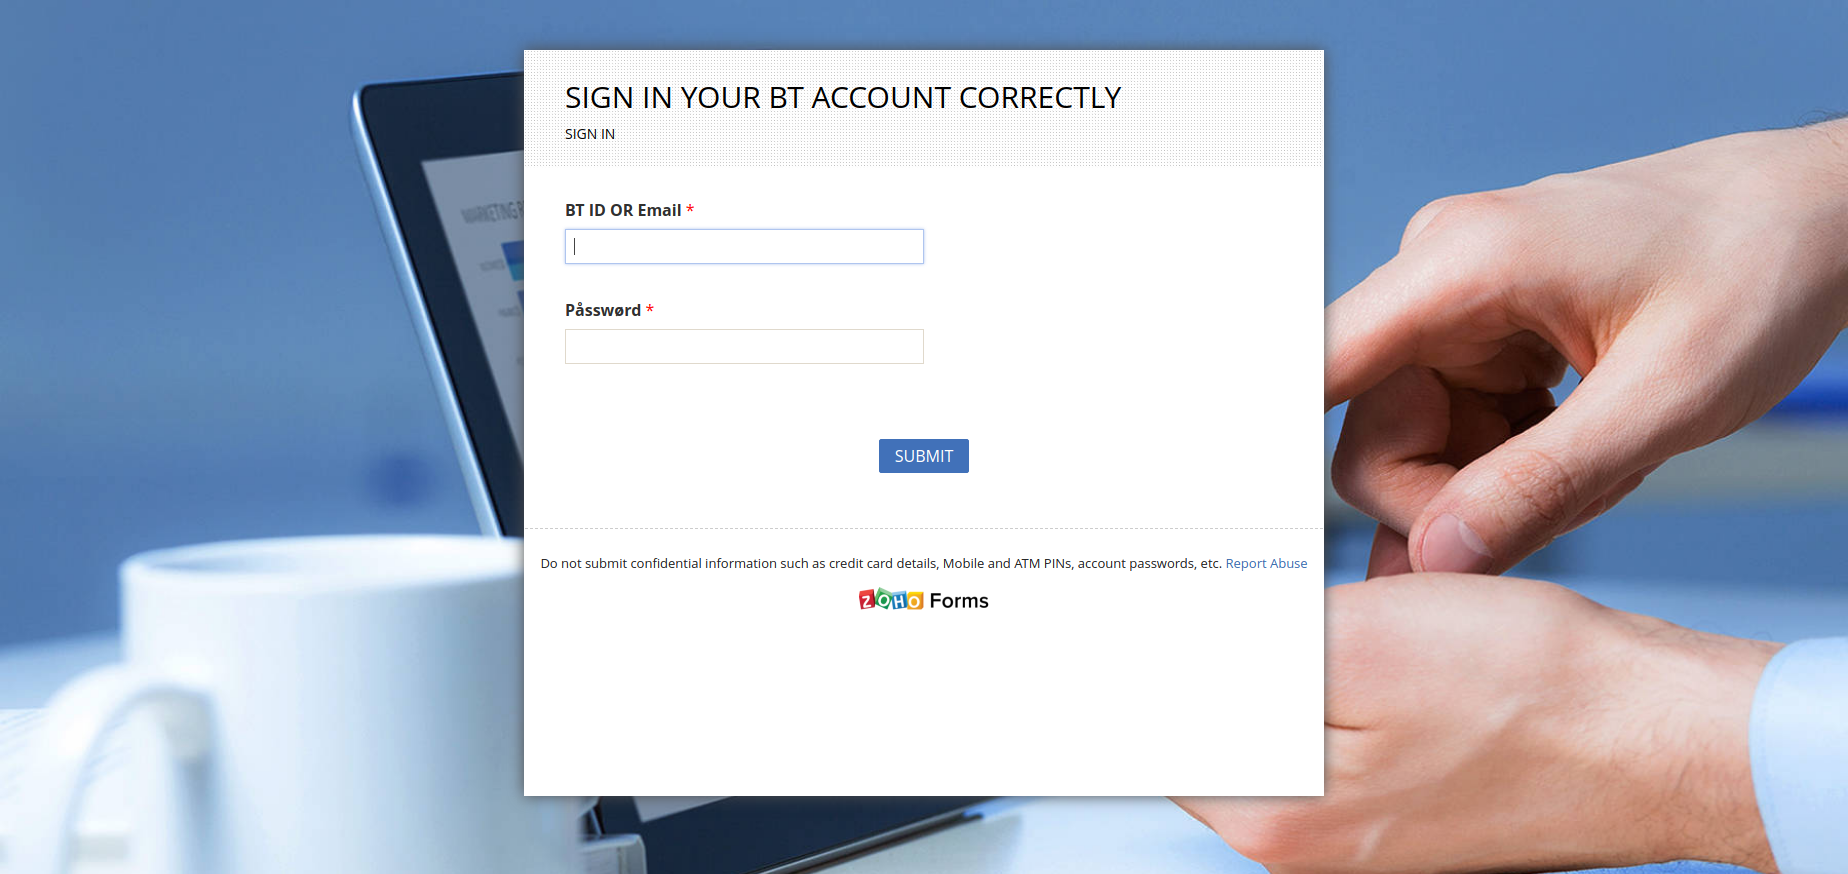 SIGN IN YOUR BT ACCOUNT CORRECTLY
SIGN IN
BT ID OR Email *
Påsswørd *
SUBMIT
Do not submit confidential information such as credit card details, Mobile and ATM PINs, account passwords, etc. Report Abuse
ZOHO Forms
MARKETING